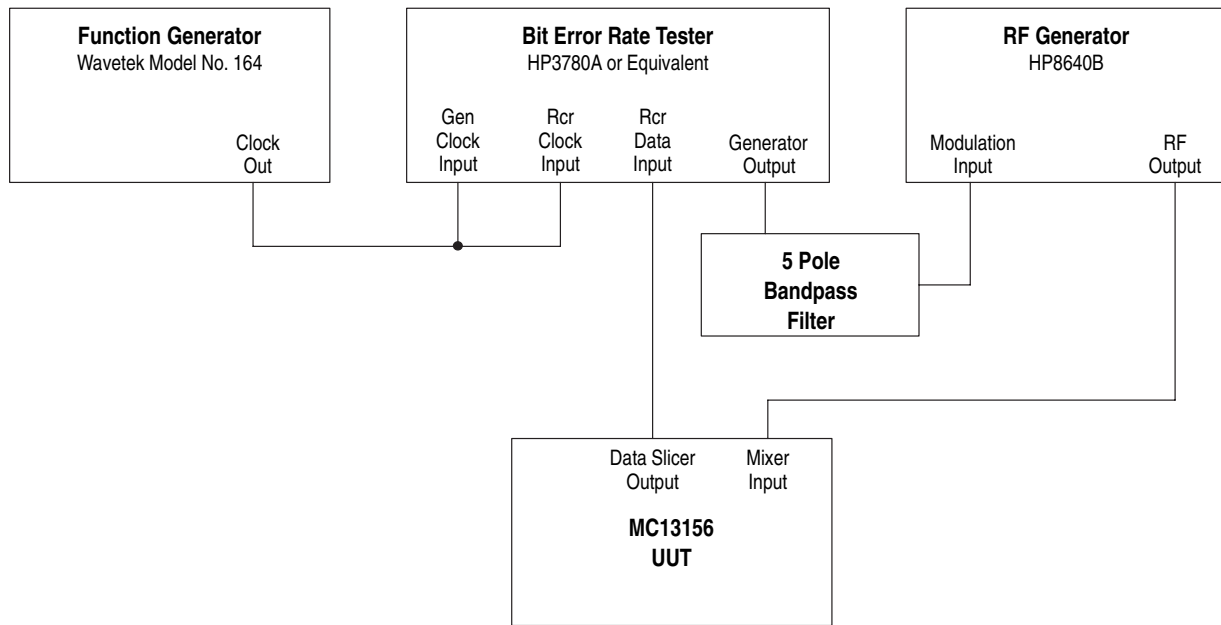 Function Generator
Wavetek Model No. 164
Clock
Out
Bit Error Rate Tester
HP3780A or Equivalent
Gen
Clock
Input
Rcr
Clock
Input
Rcr
Data
Input
Generator
Output
RF Generator
HP8640B
Modulation
Input
RF
Output
5 Pole
Bandpass
Filter
Data Slicer
Output
Mixer
Input
MC13156
UUT